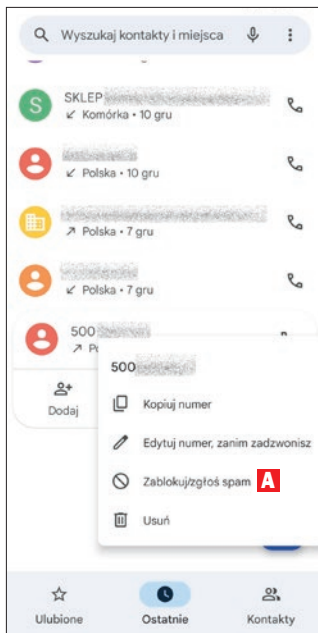 Wyszukaj kontakty i miejsca
S
SKLEP
↙ Komórka • 10 gru
↙ Polska • 10 gru
↗ Polska • 7 gru
↙ Polska • 7 gru
500
↗
Dodaj
500
Kopiuj numer
Edytuj numer, zanim zadzwonisz
Zablokuj/zgłoś spam A
Usuń
Ulubione Ostatnie Kontakty